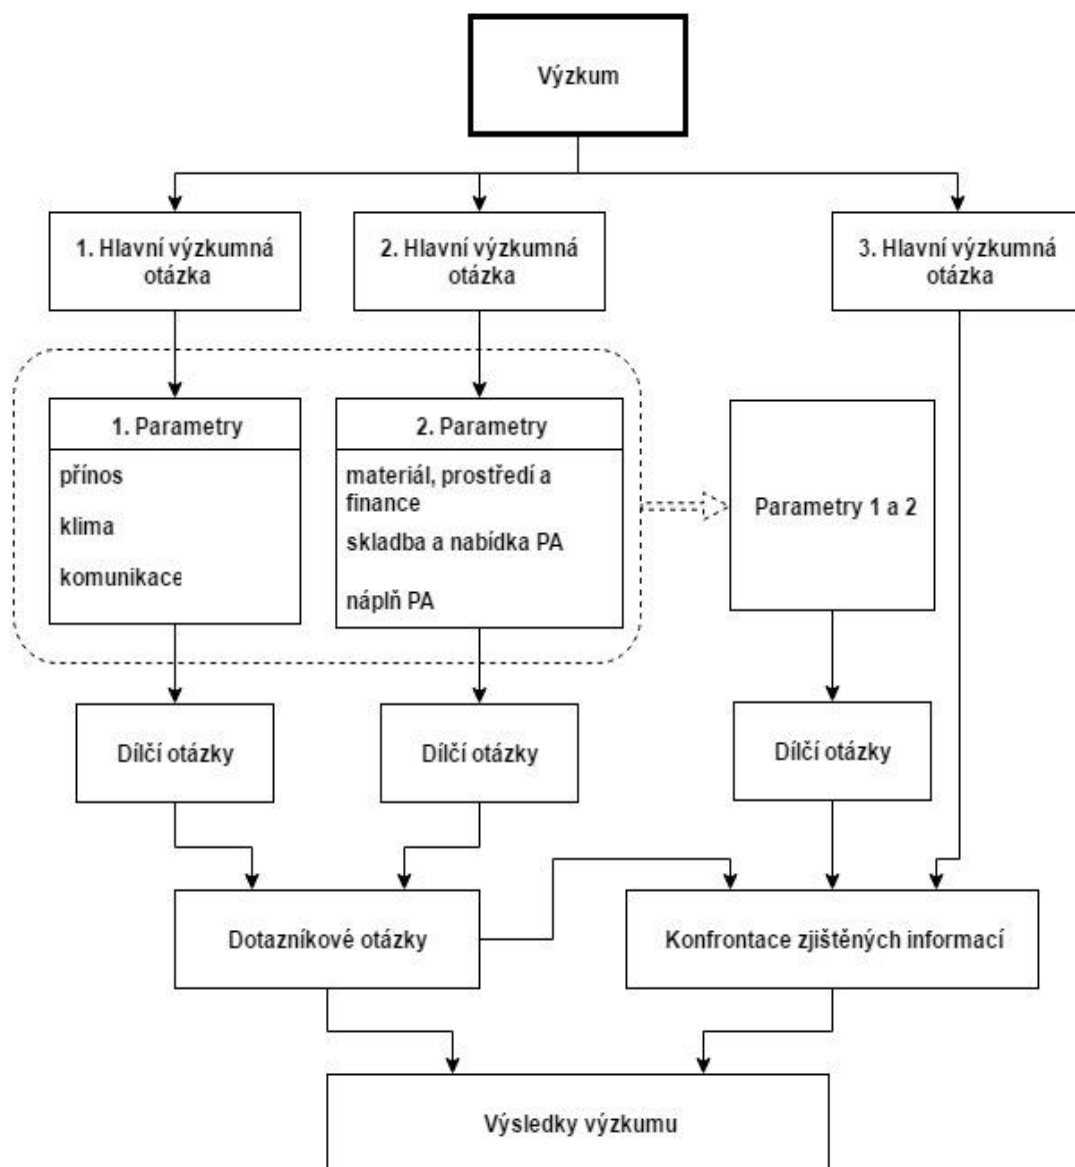 Výzkum
1. Hlavní výzkumná
otázka
2. Hlavní výzkumná
otázka
3. Hlavní výzkumná
otázka
1. Parametry
přínos
klima
komunikace
2. Parametry
materiál, prostředí a
finance
skladba a nabídka PA
náplň PA
Parametry 1 a 2
Dílčí otázky
Dílčí otázky
Dílčí otázky
Dotazníkové otázky
Konfrontace zjištěných informací
Výsledky výzkumu